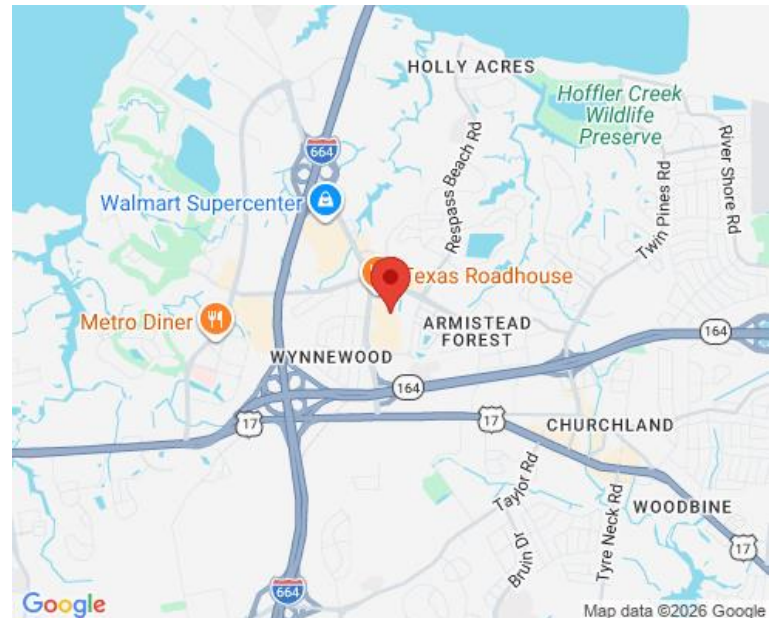 HOLLY ACRES
Hoffler Creek
Wildlife
Preserve
River Shore Rd
664
Respass Beach Rd
Twin Pines Rd
Walmart Supercenter
Texas Roadhouse
Metro Diner
ARMISTEAD
FOREST
164
WYNNEWOOD
164
17
17
CHURCHLAND
Taylor Rd
Tyre Neck Rd
WOODBINE
Bruin Dr
17
664
Google
Map data ©2026 Google